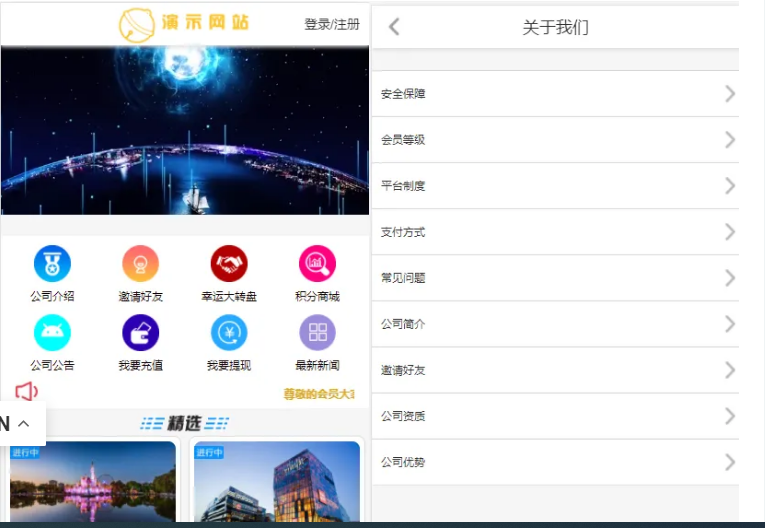 演示网站
登录/注册
公司介绍
邀请好友
幸运大转盘
积分商城
公司公告
我要充值
我要提现
最新新闻
尊敬的会员大
N
精选
进行中
进行中
关于我们
安全保障
会员等级
平台制度
支付方式
常见问题
公司简介
邀请好友
公司资质
公司优势